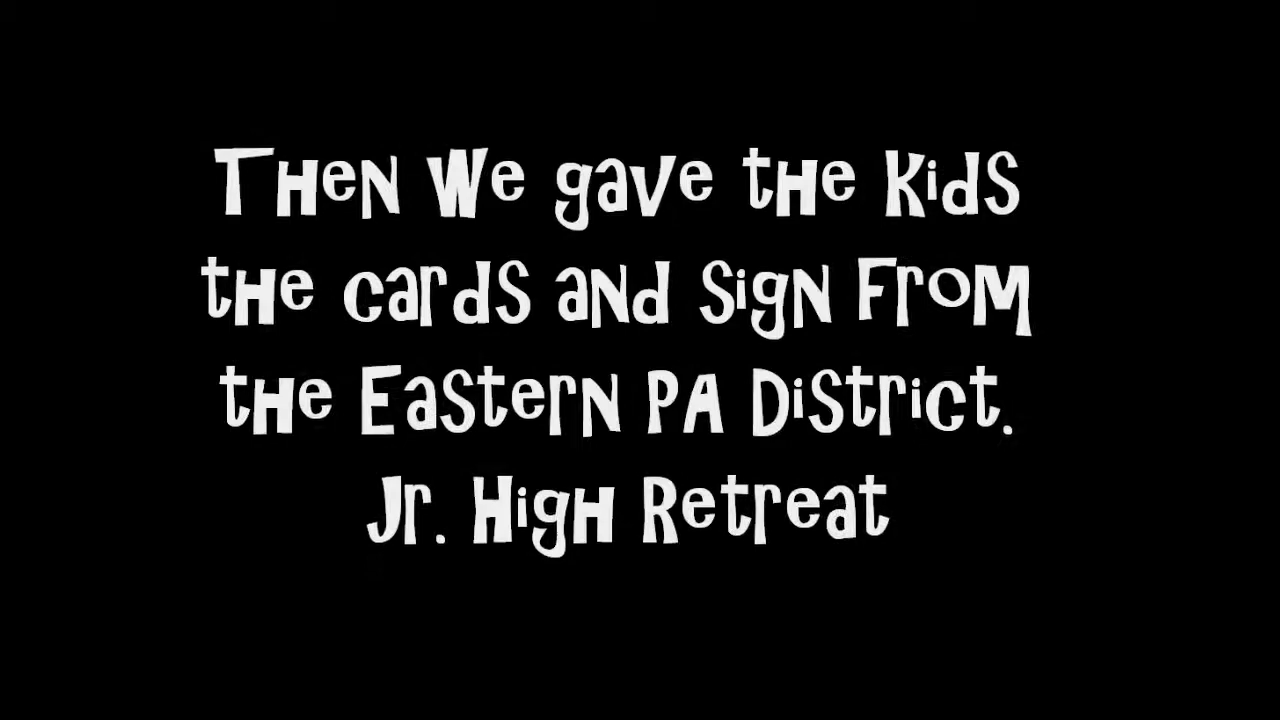 Then We gave the Kids
the cards and sign From
the Eastern PA District.
Jr. High Retreat